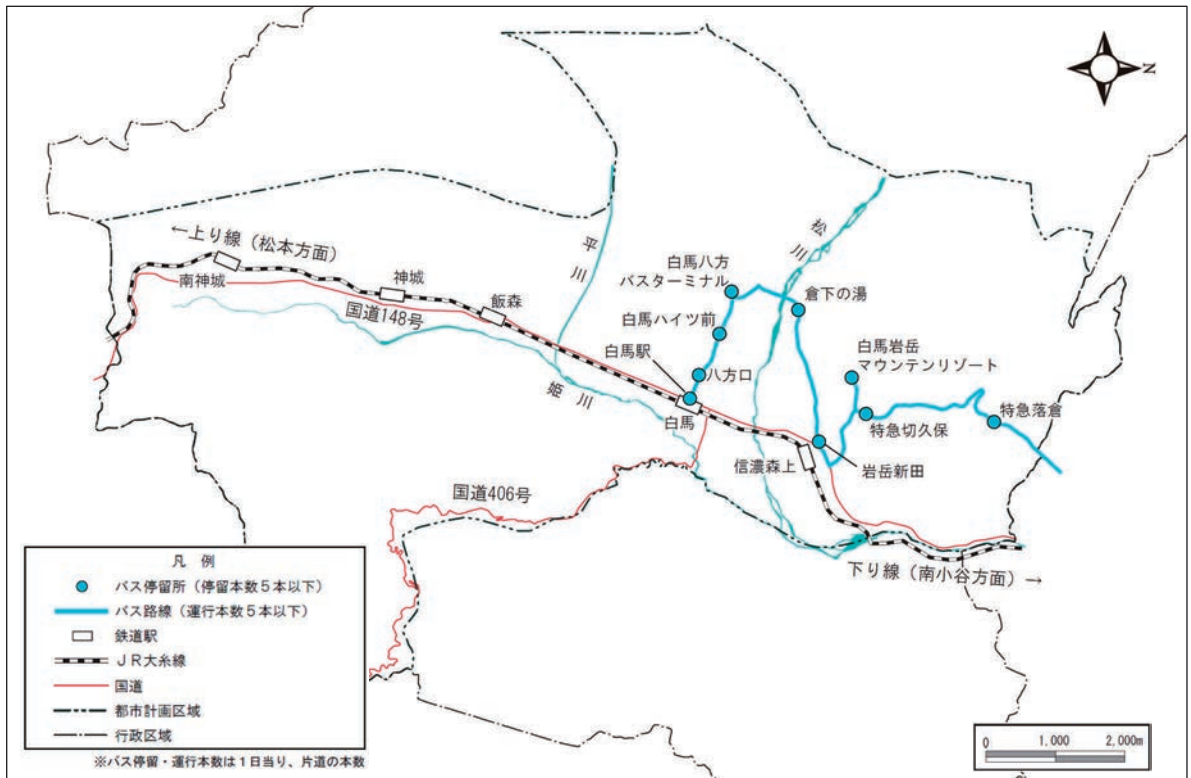 N
←上り線（松本方面）
南神城
神城
飯森
国道148号
平川
姫川
松川
白馬八方
バスターミナル
倉下の湯
白馬ハイツ前
白馬駅
八方口
白馬
白馬岩岳
マウンテンリゾート
特急切久保
特急落倉
信濃森上
岩岳新田
国道406号
下り線（南小谷方面）→
凡 例
バス停留所（停留本数５本以下）
バス路線（運行本数５本以下）
鉄道駅
ＪＲ大糸線
国道
都市計画区域
行政区域
※バス停留・運行本数は１日当り、片道の本数
0 1,000 2,000m